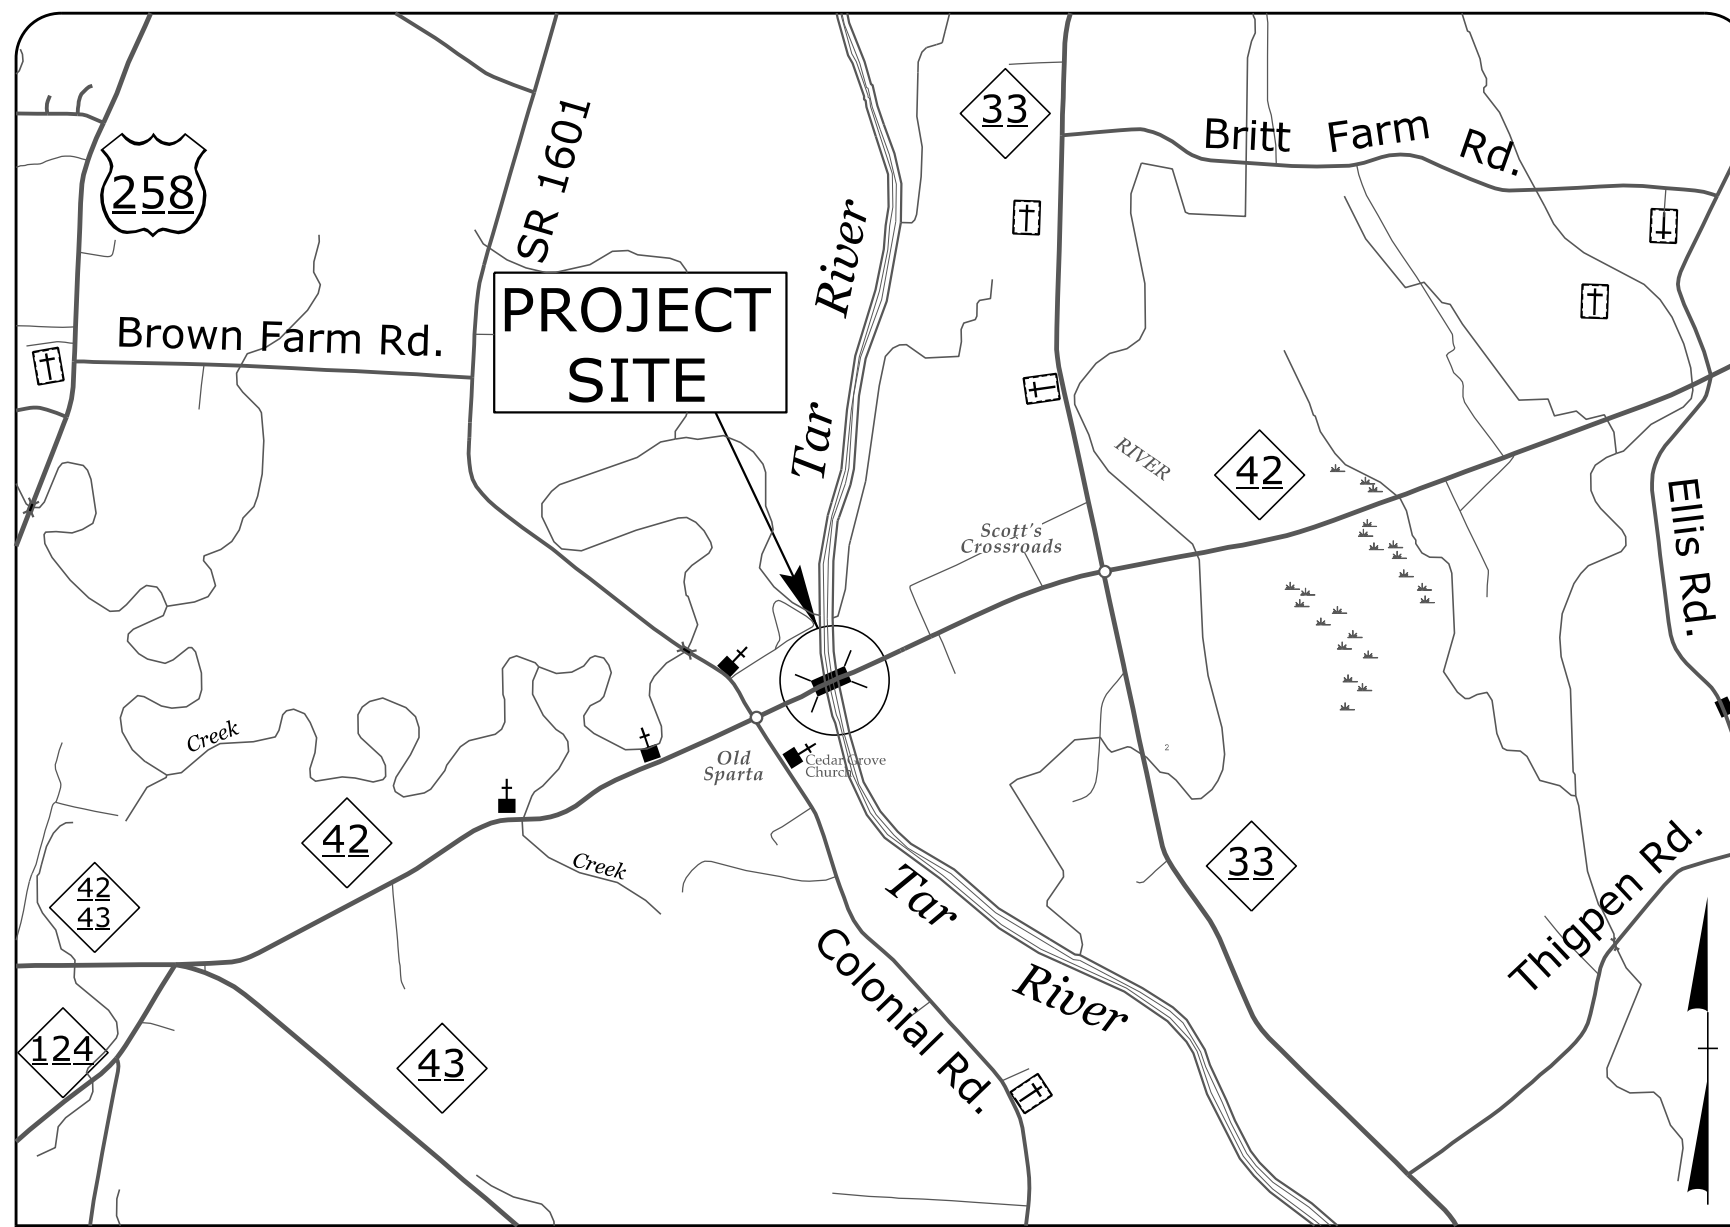 33
Britt Farm Rd.
258
SR 1601
River
PROJECT
SITE
Brown Farm Rd.
Tar
RIVER
42
Scott's
Crossroads
Ellis Rd.
Creek
Old
Sparta
Cedar Grove
Church
2
42
Creek
33
Thigpen Rd.
42
43
Tar
River
Colonial Rd.
124
43